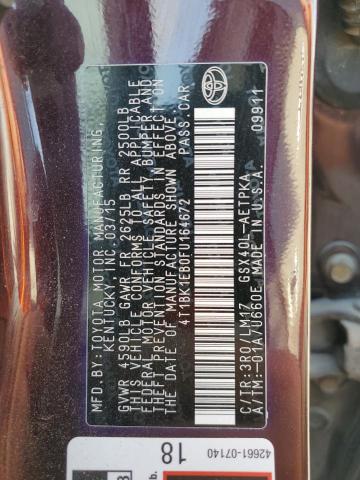 MFD. BY: TOYOTA MOTOR MANUFACTURING,
KENTUCKY, INC. 03/15
GVWR 4590LB GAWR FR 2625LB RR 2500LB
THIS VEHICLE CONFORMS TO ALL APPLICABLE
FEDERAL MOTOR VEHICLE SAFETY, BUMPER AND
THEFT PREVENTION STANDARDS IN EFFECT ON
THE DATE OF MANUFACTURE SHOWN ABOVE.
4T1BK1EB0FU164672 PASS.CAR
C/TR:3R0/LM17 GSX40L-AETPKA
A/TM:-01A/U660E MADE IN U.S.A. 09911
42661-07140
18